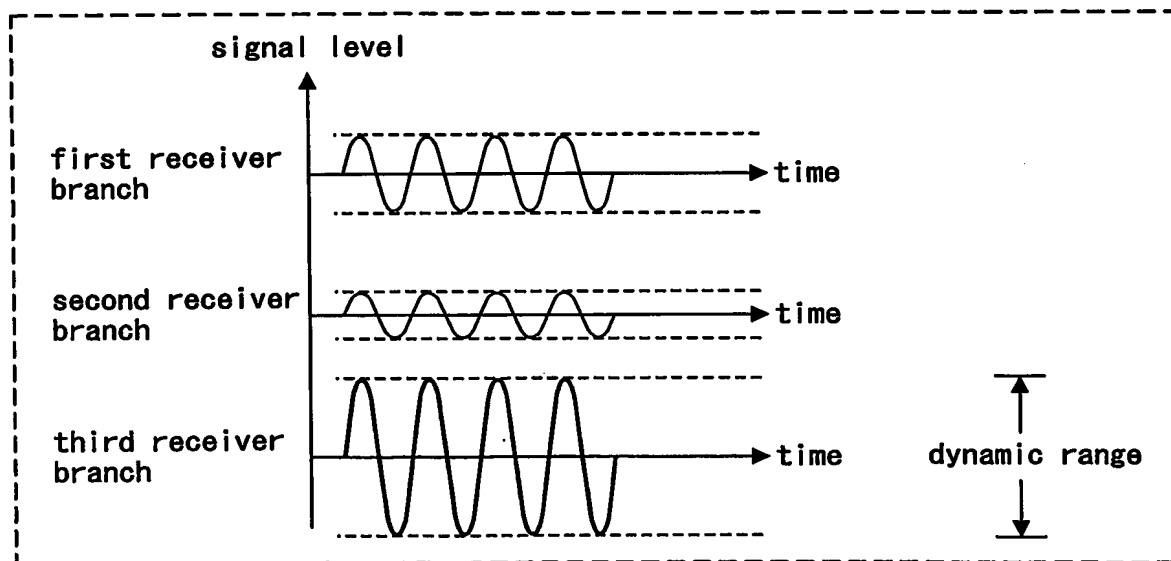 signal level
first receiver
branch
time
second receiver
branch
time
third receiver
branch
time
dynamic range